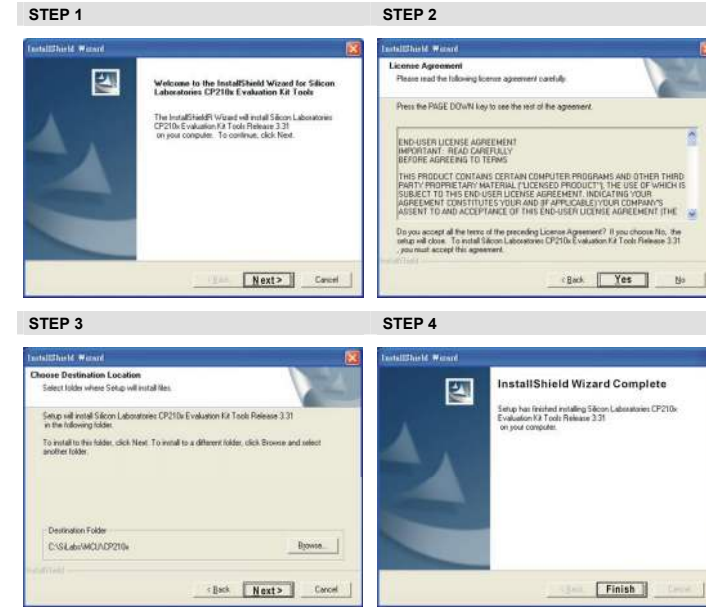 STEP 1
InstallShield Wizard
Welcome to the InstallShield Wizard for Silicon
Laboratories CP210x Evaluation Kit Tools
The InstallShieldR Wizard will install Silicon Laboratories
CP210x Evaluation Kit Tools Release 3.31
on your computer. To continue, click Next.
< Back
Next >
Cancel
STEP 2
InstallShield Wizard
License Agreement
Please read the following license agreement carefully.
Press the PAGE DOWN key to see the rest of the agreement.
END-USER LICENSE AGREEMENT
IMPORTANT: READ CAREFULLY
BEFORE AGREEING TO TERMS
THIS PRODUCT CONTAINS CERTAIN COMPUTER PROGRAMS AND OTHER THIRD
PARTY PROPRIETARY MATERIAL ("LICENSED PRODUCT"), THE USE OF WHICH IS
SUBJECT TO THIS END-USER LICENSE AGREEMENT. INDICATING YOUR
AGREEMENT CONSTITUTES YOUR AND (IF APPLICABLE) YOUR COMPANY'S
ASSENT TO AND ACCEPTANCE OF THIS END-USER LICENSE AGREEMENT (THE
Do you accept all the terms of the preceding License Agreement? If you choose No, the
setup will close. To install Silicon Laboratories CP210x Evaluation Kit Tools Release 3.31
, you must accept this agreement.
InstallShield
< Back
Yes
No
STEP 3
InstallShield Wizard
Choose Destination Location
Select folder where Setup will install files.
Setup will install Silicon Laboratories CP210x Evaluation Kit Tools Release 3.31
in the following folder.
To install to this folder, click Next. To install to a different folder, click Browse and select
another folder.
Destination Folder
C:\SiLabs\MCU\CP210x
Browse...
InstallShield
< Back
Next >
Cancel
STEP 4
InstallShield Wizard
InstallShield Wizard Complete
Setup has finished installing Silicon Laboratories CP210x
Evaluation Kit Tools Release 3.31
on your computer.
< Back
Finish
Cancel